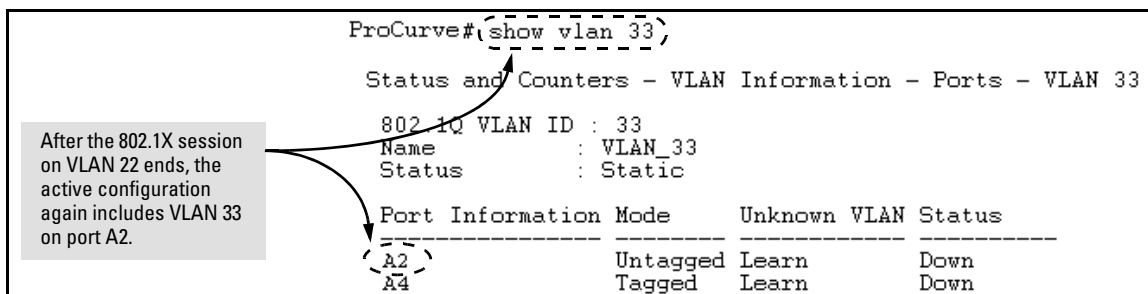 ProCurve# show vlan 33
Status and Counters - VLAN Information - Ports - VLAN 33
802.1Q VLAN ID : 33
Name : VLAN_33
Status : Static
After the 802.1X session
on VLAN 22 ends, the
active configuration
again includes VLAN 33
on port A2.
Port Information Mode Unknown VLAN Status
---------------- -------- ------------ ----------
A2 Untagged Learn Down
A4 Tagged Learn Down